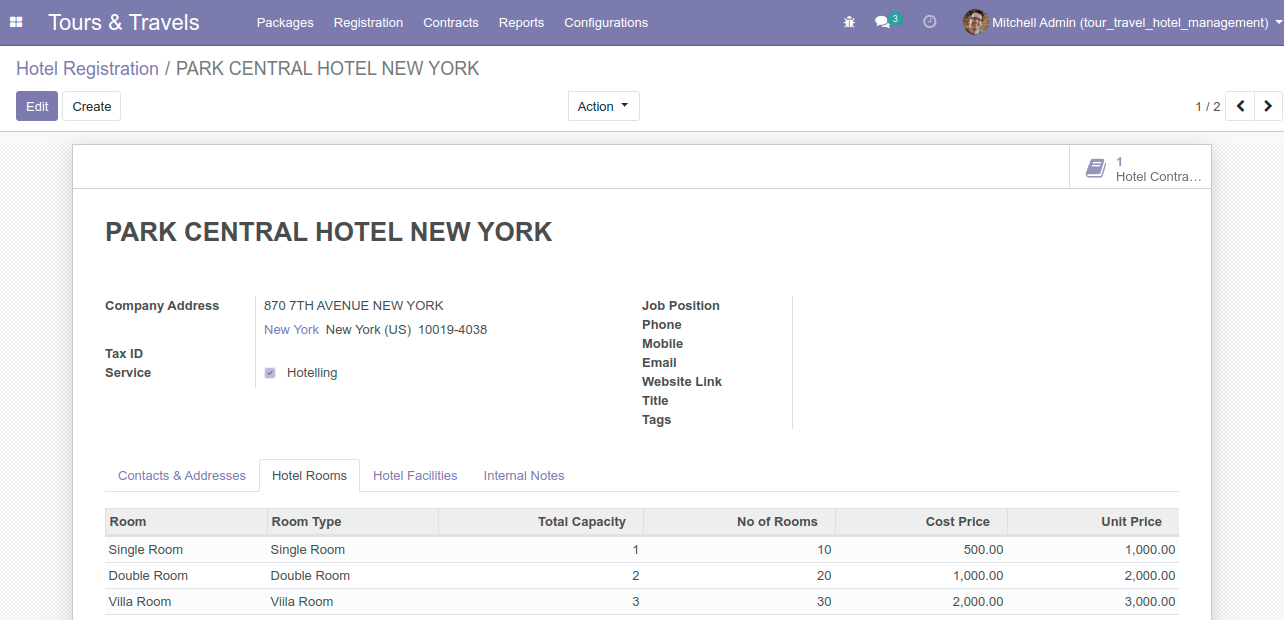 Tours & Travels Packages Registration Contracts Reports Configurations 3 Mitchell Admin (tour_travel_hotel_management)
Hotel Registration / PARK CENTRAL HOTEL NEW YORK
Edit Create Action 1 / 2
1
Hotel Contra...
PARK CENTRAL HOTEL NEW YORK
Company Address 870 7TH AVENUE NEW YORK
New York New York (US) 10019-4038
Tax ID
Service Hotelling
Job Position
Phone
Mobile
Email
Website Link
Title
Tags
Contacts & Addresses Hotel Rooms Hotel Facilities Internal Notes
Room Room Type Total Capacity No of Rooms Cost Price Unit Price
Single Room Single Room 1 10 500.00 1,000.00
Double Room Double Room 2 20 1,000.00 2,000.00
Villa Room Viila Room 3 30 2,000.00 3,000.00